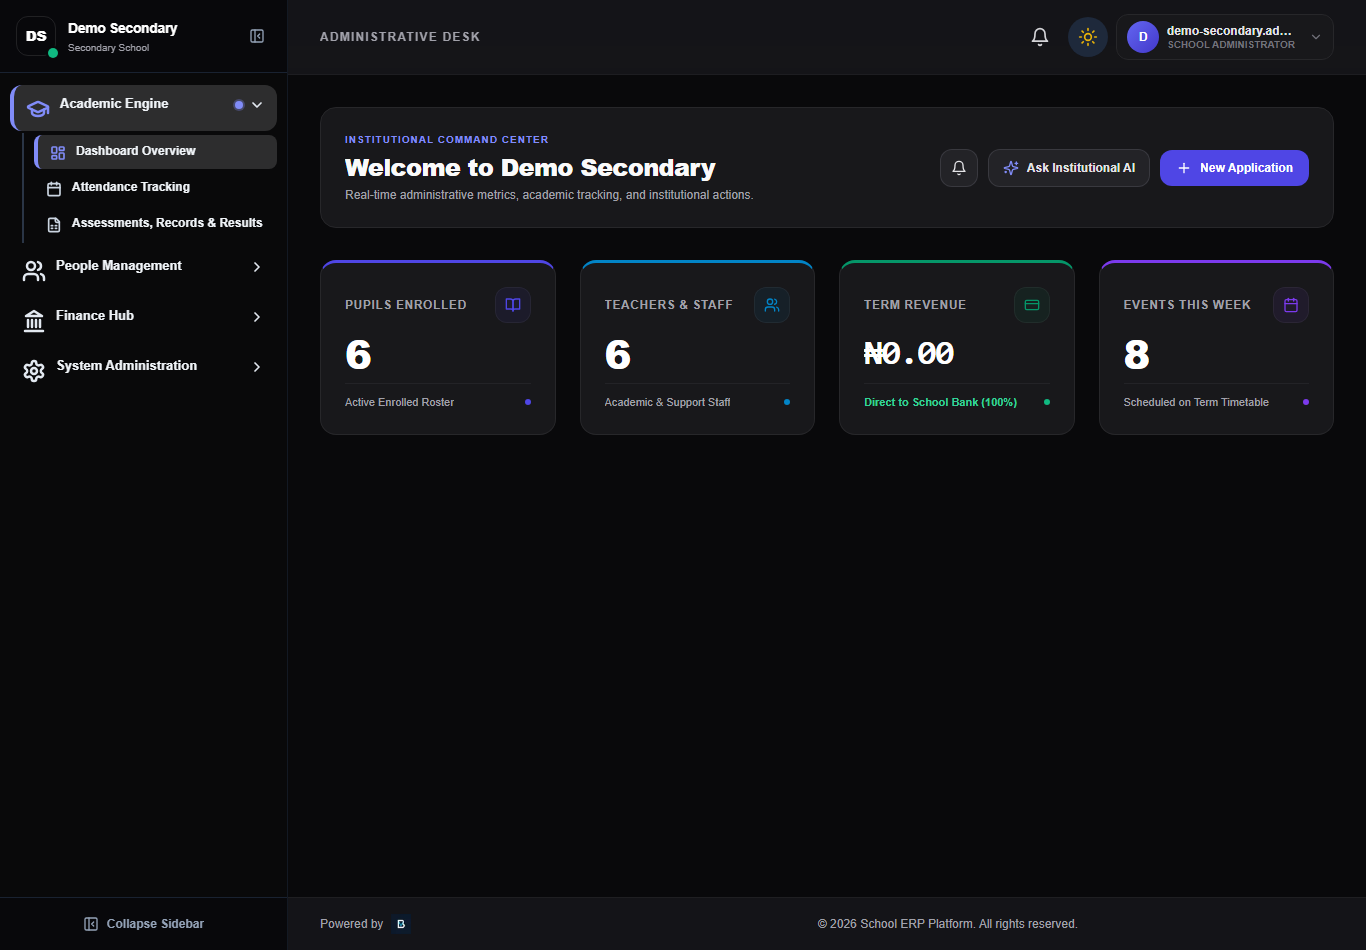 DS
Demo Secondary
Secondary School
Academic Engine
Dashboard Overview
Attendance Tracking
Assessments, Records & Results
People Management
Finance Hub
System Administration
Collapse Sidebar
ADMINISTRATIVE DESK
D
demo-secondary.ad...
SCHOOL ADMINISTRATOR
INSTITUTIONAL COMMAND CENTER
Welcome to Demo Secondary
Real-time administrative metrics, academic tracking, and institutional actions.
Ask Institutional AI
New Application
PUPILS ENROLLED
6
Active Enrolled Roster
TEACHERS & STAFF
6
Academic & Support Staff
TERM REVENUE
₦0.00
Direct to School Bank (100%)
EVENTS THIS WEEK
8
Scheduled on Term Timetable
Powered by
B
© 2026 School ERP Platform. All rights reserved.